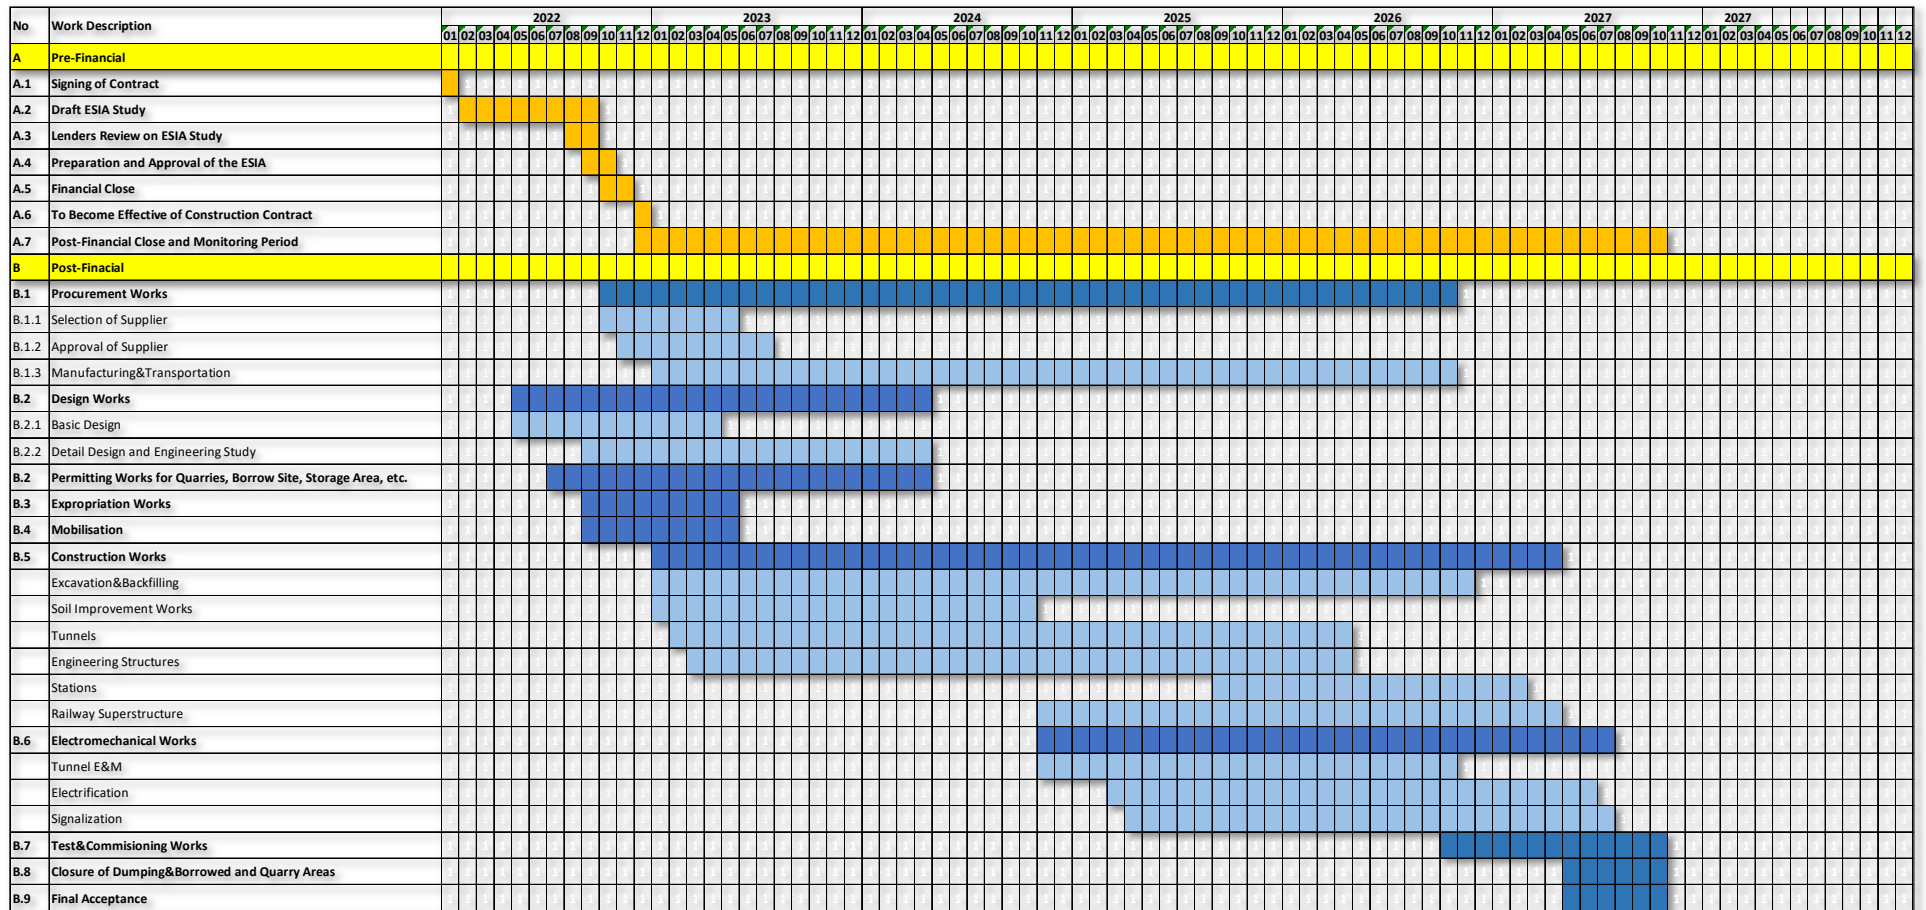 No Work Description 2022 2023 2024 2025 2026 2027 2027
01 02 03 04 05 06 07 08 09 10 11 12 01 02 03 04 05 06 07 08 09 10 11 12 01 02 03 04 05 06 07 08 09 10 11 12 01 02 03 04 05 06 07 08 09 10 11 12 01 02 03 04 05 06 07 08 09 10 11 12 01 02 03 04 05 06 07 08 09 10 11 12 01 02 03 04 05 06 07 08 09 10 11 12
A Pre-Financial
A.1 Signing of Contract
A.2 Draft ESIA Study
A.3 Lenders Review on ESIA Study
A.4 Preparation and Approval of the ESIA
A.5 Financial Close
A.6 To Become Effective of Construction Contract
A.7 Post-Financial Close and Monitoring Period
B Post-Finacial
B.1 Procurement Works
B.1.1 Selection of Supplier
B.1.2 Approval of Supplier
B.1.3 Manufacturing&Transportation
B.2 Design Works
B.2.1 Basic Design
B.2.2 Detail Design and Engineering Study
B.2 Permitting Works for Quarries, Borrow Site, Storage Area, etc.
B.3 Expropriation Works
B.4 Mobilisation
B.5 Construction Works
Excavation&Backfilling
Soil Improvement Works
Tunnels
Engineering Structures
Stations
Railway Superstructure
B.6 Electromechanical Works
Tunnel E&M
Electrification
Signalization
B.7 Test&Commisioning Works
B.8 Closure of Dumping&Borrowed and Quarry Areas
B.9 Final Acceptance